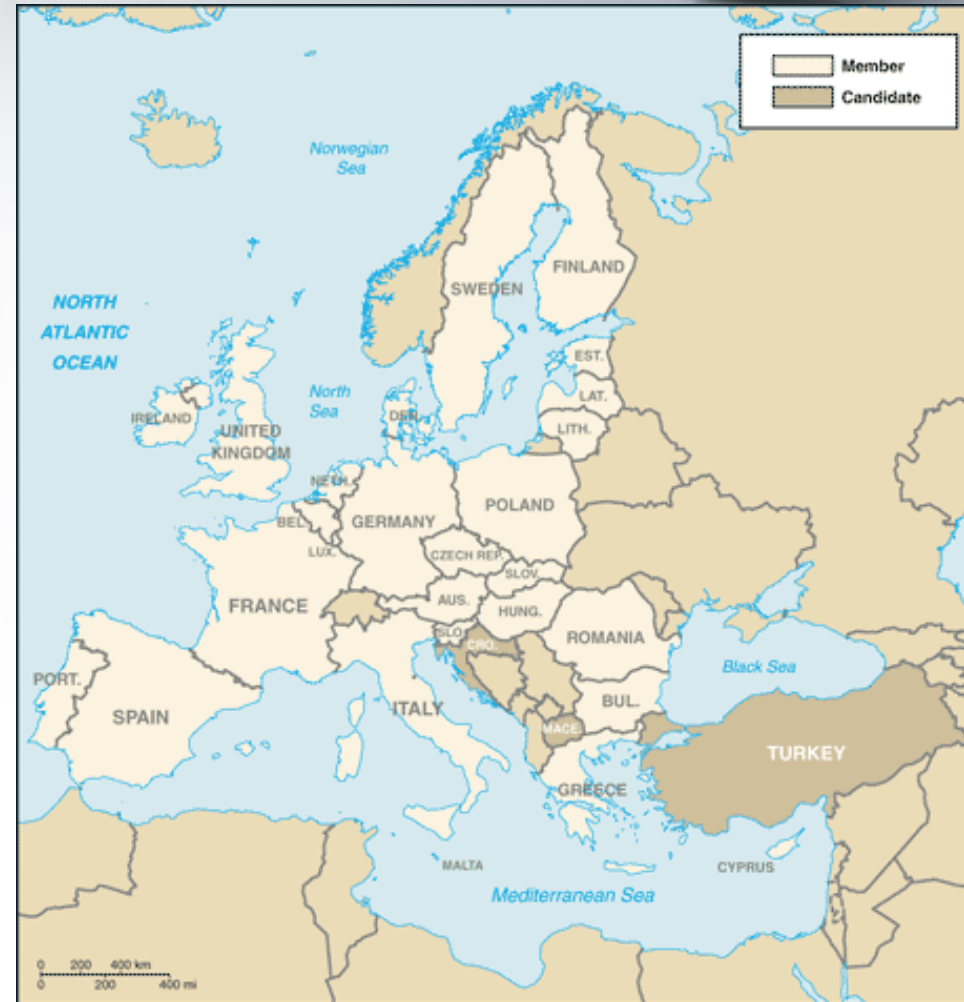 Member
Candidate
Norwegian
Sea
FINLAND
SWEDEN
NORTH
ATLANTIC
OCEAN
EST.
LAT.
LITH.
North
Sea
DEN.
IRELAND
UNITED
KINGDOM
NETH.
POLAND
BEL.
GERMANY
LUX.
CZECH REP.
SLOV.
AUS.
HUNG.
FRANCE
SLO.
CRO.
ROMANIA
Black Sea
PORT.
SPAIN
ITALY
BUL.
MACE.
TURKEY
GREECE
MALTA
CYPRUS
Mediterranean Sea
0 200 400 km
0 200 400 mi